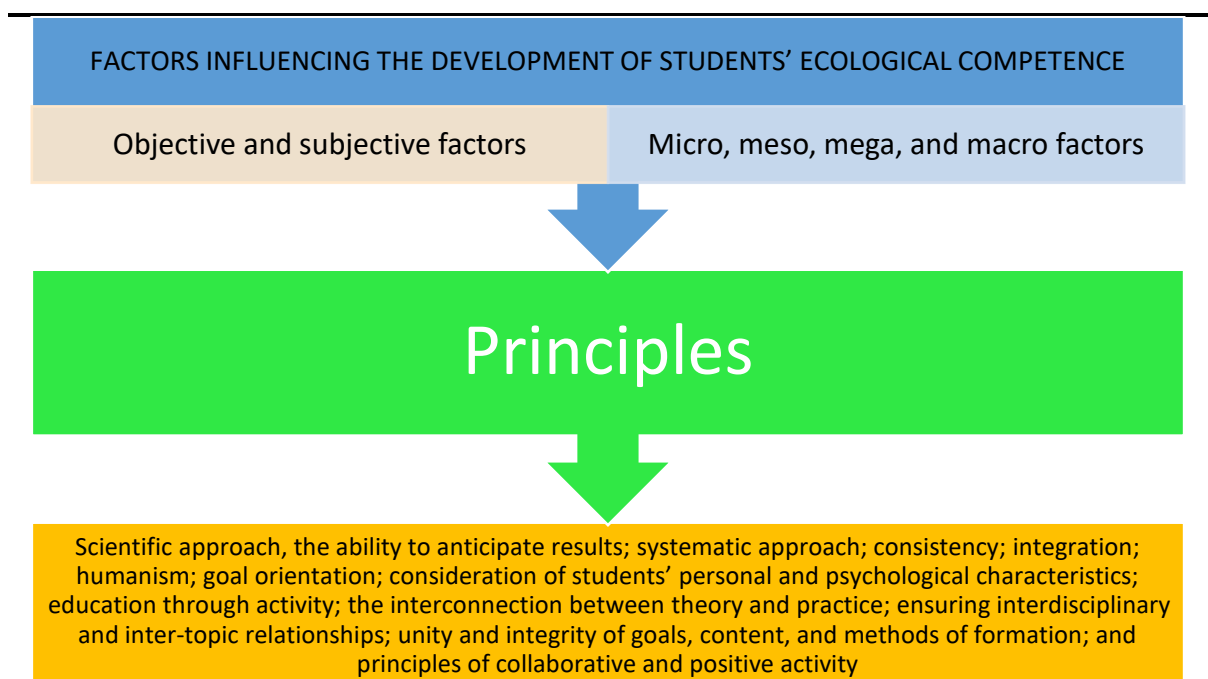 FACTORS INFLUENCING THE DEVELOPMENT OF STUDENTS’ ECOLOGICAL COMPETENCE
Objective and subjective factors
Micro, meso, mega, and macro factors
Principles
Scientific approach, the ability to anticipate results; systematic approach; consistency; integration;
humanism; goal orientation; consideration of students’ personal and psychological characteristics;
education through activity; the interconnection between theory and practice; ensuring interdisciplinary
and inter-topic relationships; unity and integrity of goals, content, and methods of formation; and
principles of collaborative and positive activity